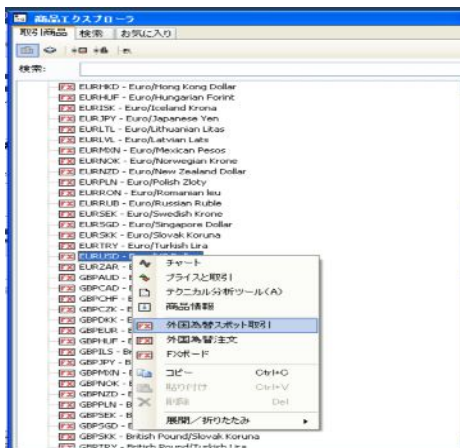 商品エクスプローラ
取引商品 検索 お気に入り
検索:
EURHKD - Euro/Hong Kong Dollar
EURHUF - Euro/Hungarian Forint
EURISK - Euro/Iceland Krona
EURJPY - Euro/Japanese Yen
EURLTL - Euro/Lithuanian Litas
EURLVL - Euro/Latvian Lats
EURMXN - Euro/Mexican Pesos
EURNOK - Euro/Norwegian Krone
EURNZD - Euro/New Zealand Dollar
EURPLN - Euro/Polish Zloty
EURRON - Euro/Romanian leu
EURRUB - Euro/Russian Ruble
EURSEK - Euro/Swedish Krone
EURSGD - Euro/Singapore Dollar
EURSKK - Euro/Slovak Koruna
EURTRY - Euro/Turkish Lira
EURUSD -
EURZAR - E
GBPAUD - B
GBPCAD - B
GBPCHF - B
GBPCZK - B
GBPDKK - B
GBPEUR - B
GBPHUF - B
GBPILS - Br
GBPJPY - B
GBPMXN - B
GBPNOK - B
GBPNZD - B
GBPPLN - B
GBPSEK - B
GBPSGD - B
GBPSKK - British Pound/Slovak Koruna
GBPTRY - British Pound/Turkish Lira
チャート
プライスと取引
テクニカル分析ツール(A)
商品情報
外国為替スポット取引
外国為替注文
FXボード
コピー Ctrl+C
貼り付け Ctrl+V
削除 Del
展開/折りたたみ